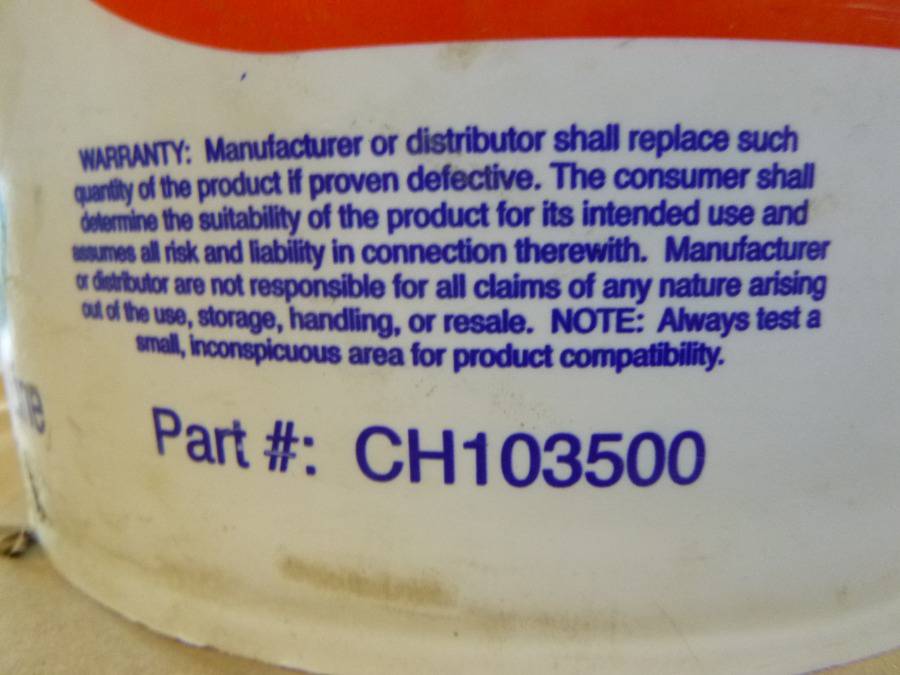 WARRANTY: Manufacturer or distributor shall replace such
quantity of the product if proven defective. The consumer shall
determine the suitability of the product for its intended use and
assumes all risk and liability in connection therewith. Manufacturer
or distributor are not responsible for all claims of any nature arising
out of the use, storage, handling, or resale. NOTE: Always test a
small, inconspicuous area for product compatibility.
Part #: CH103500